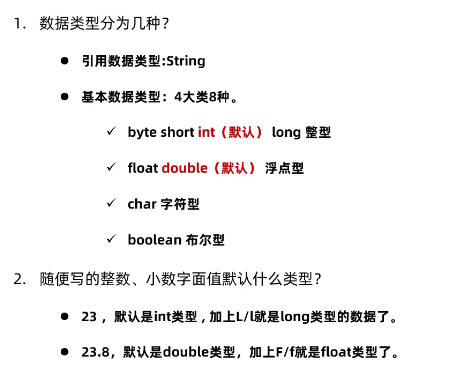 1. 数据类型分为几种？
● 引用数据类型:String
● 基本数据类型：4大类8种。
✓ byte short int（默认） long 整型
✓ float double（默认） 浮点型
✓ char 字符型
✓ boolean 布尔型
2. 随便写的整数、小数字面值默认什么类型？
● 23 ，默认是int类型 , 加上L/l就是long类型的数据了。
● 23.8，默认是double类型，加上F/f就是float类型了。